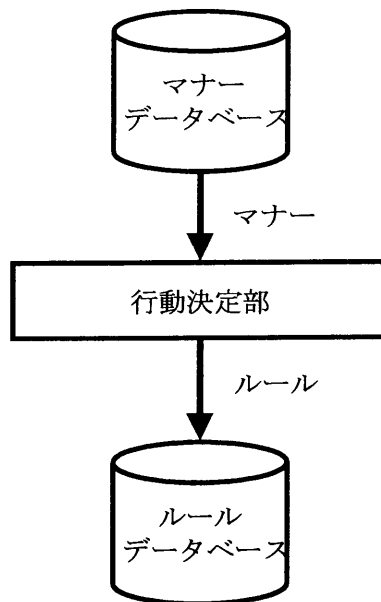 マナー
データベース
マナー
行動決定部
ルール
ルール
データベース